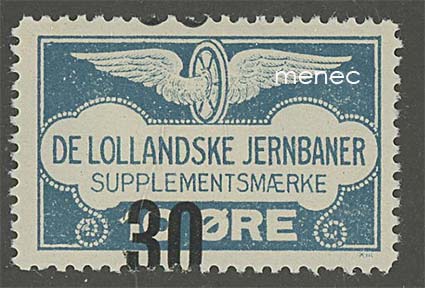 menec
DE LOLLANDSKE JERNBANER
SUPPLEMENTSMÆRKE
30 ØRE